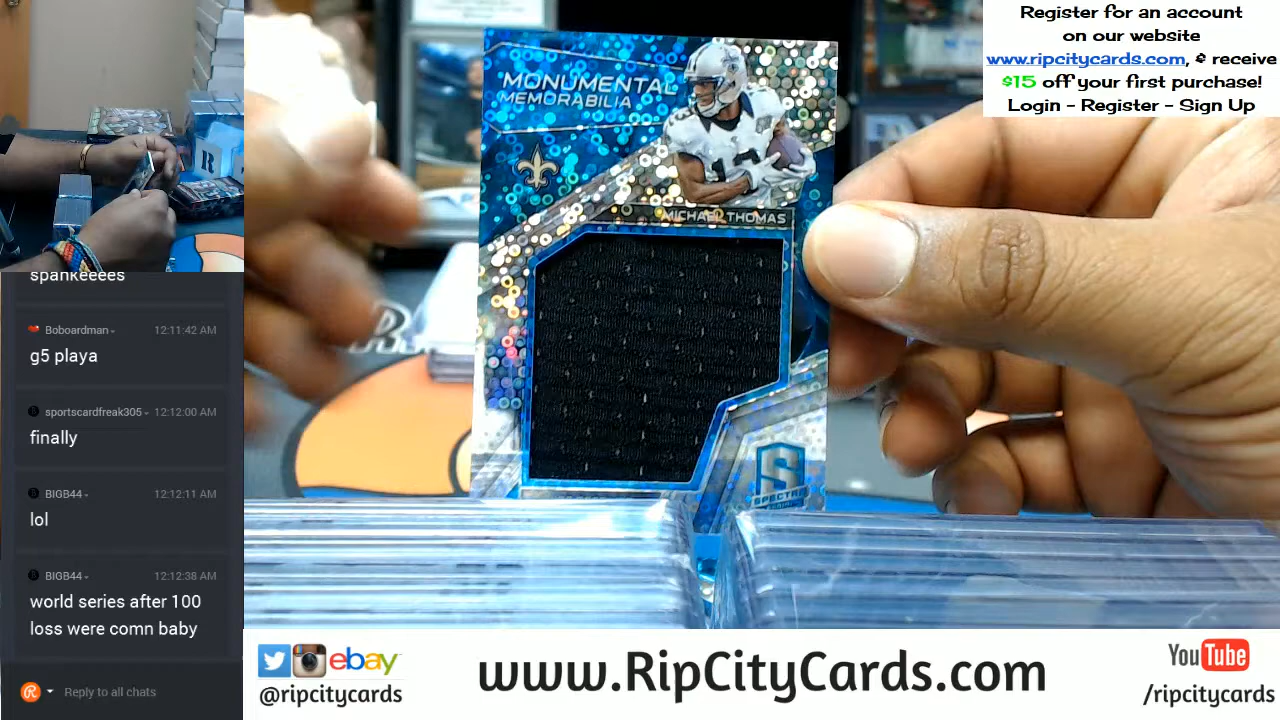 Register for an account
on our website
www.ripcitycards.com, & receive
$15 off your first purchase!
Login - Register - Sign Up
MONUMENTAL
MEMORABILIA
MICHAEL THOMAS
SPECTRA
spankeeees
Boboardman
12:11:42 AM
g5 playa
sportscardfreak305
12:12:00 AM
finally
BIGB44
12:12:11 AM
lol
BIGB44
12:12:38 AM
world series after 100
loss were comn baby
Reply to all chats
ebay
@ripcitycards
www.RipCityCards.com
YouTube
/ripcitycards